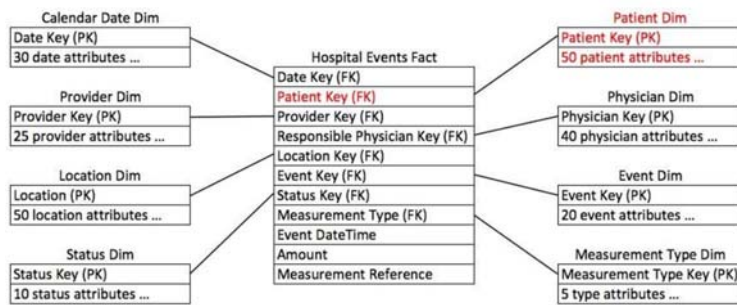 Calendar Date Dim
Date Key (PK)
30 date attributes ...
Provider Dim
Provider Key (PK)
25 provider attributes ...
Location Dim
Location (PK)
50 location attributes ...
Status Dim
Status Key (PK)
10 status attributes ...
Hospital Events Fact
Date Key (FK)
Patient Key (FK)
Provider Key (FK)
Responsible Physician Key (FK)
Location Key (FK)
Event Key (FK)
Status Key (FK)
Measurement Type (FK)
Event DateTime
Amount
Measurement Reference
Patient Dim
Patient Key (PK)
50 patient attributes ...
Physician Dim
Physician Key (PK)
40 physician attributes ...
Event Dim
Event Key (PK)
20 event attributes ...
Measurement Type Dim
Measurement Type Key (PK)
5 type attributes ...